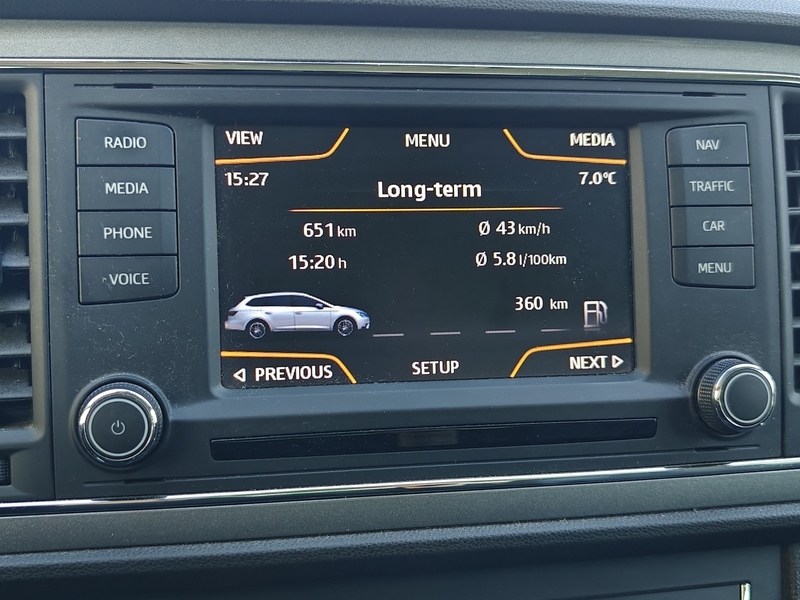 RADIO
MEDIA
PHONE
VOICE
VIEW MENU MEDIA
15:27 7.0°C
Long-term
651 km Ø 43 km/h
15:20 h Ø 5.8 l/100km
360 km
PREVIOUS SETUP NEXT
NAV
TRAFFIC
CAR
MENU